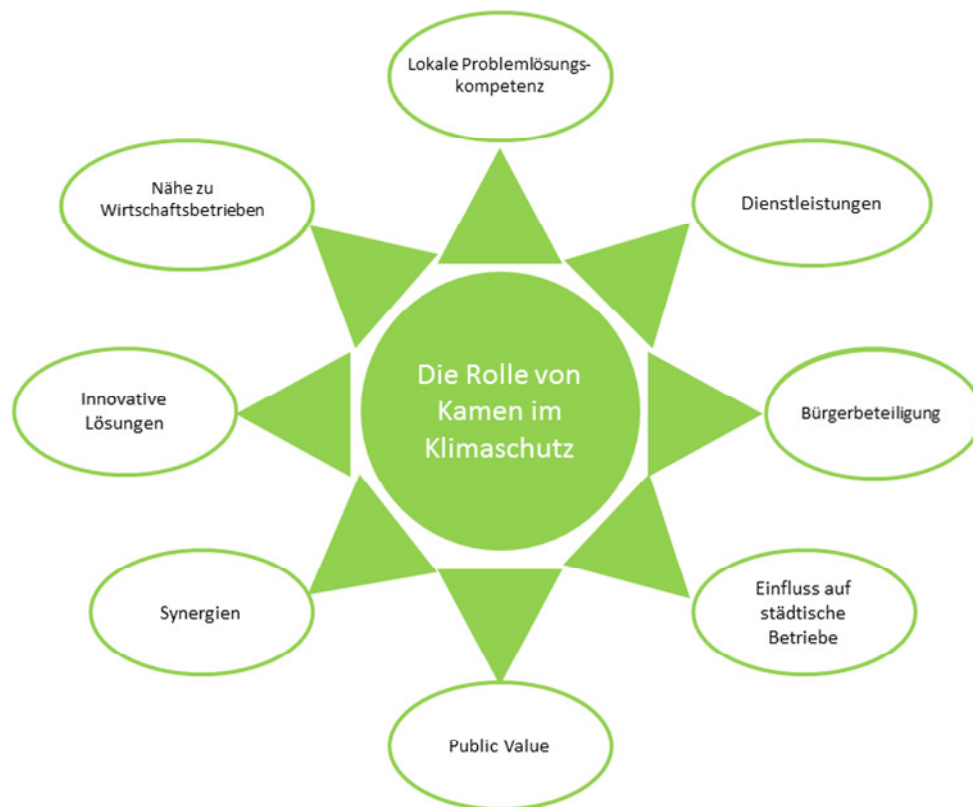 Lokale Problemlösungs-
kompetenz
Nähe zu
Wirtschaftsbetrieben
Dienstleistungen
Die Rolle von
Kamen im
Klimaschutz
Innovative
Lösungen
Bürgerbeteiligung
Synergien
Einfluss auf
städtische
Betriebe
Public Value